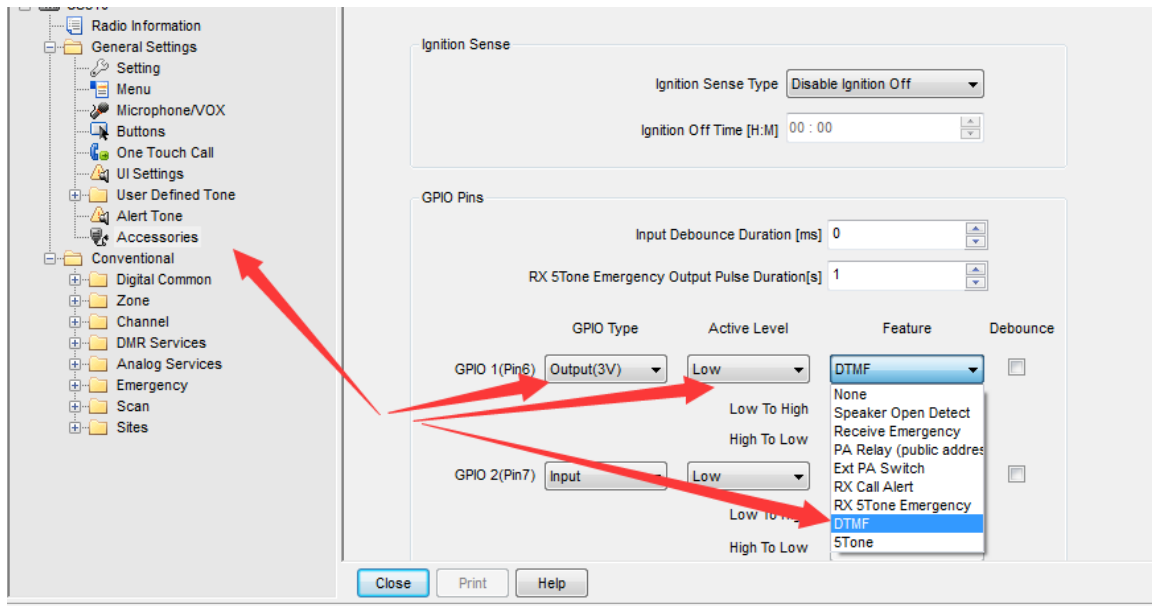 Radio Information
General Settings
Setting
Menu
Microphone/VOX
Buttons
One Touch Call
UI Settings
User Defined Tone
Alert Tone
Accessories
Conventional
Digital Common
Zone
Channel
DMR Services
Analog Services
Emergency
Scan
Sites
Ignition Sense
Ignition Sense Type Disable Ignition Off
Ignition Off Time [H:M] 00 : 00
GPIO Pins
Input Debounce Duration [ms] 0
RX 5Tone Emergency Output Pulse Duration[s] 1
GPIO Type Active Level Feature Debounce
GPIO 1(Pin6) Output(3V) Low DTMF
Low To High
High To Low
GPIO 2(Pin7) Input Low
Low To
High To Low
None
Speaker Open Detect
Receive Emergency
PA Relay (public addres
Ext PA Switch
RX Call Alert
RX 5Tone Emergency
DTMF
5Tone
Close Print Help